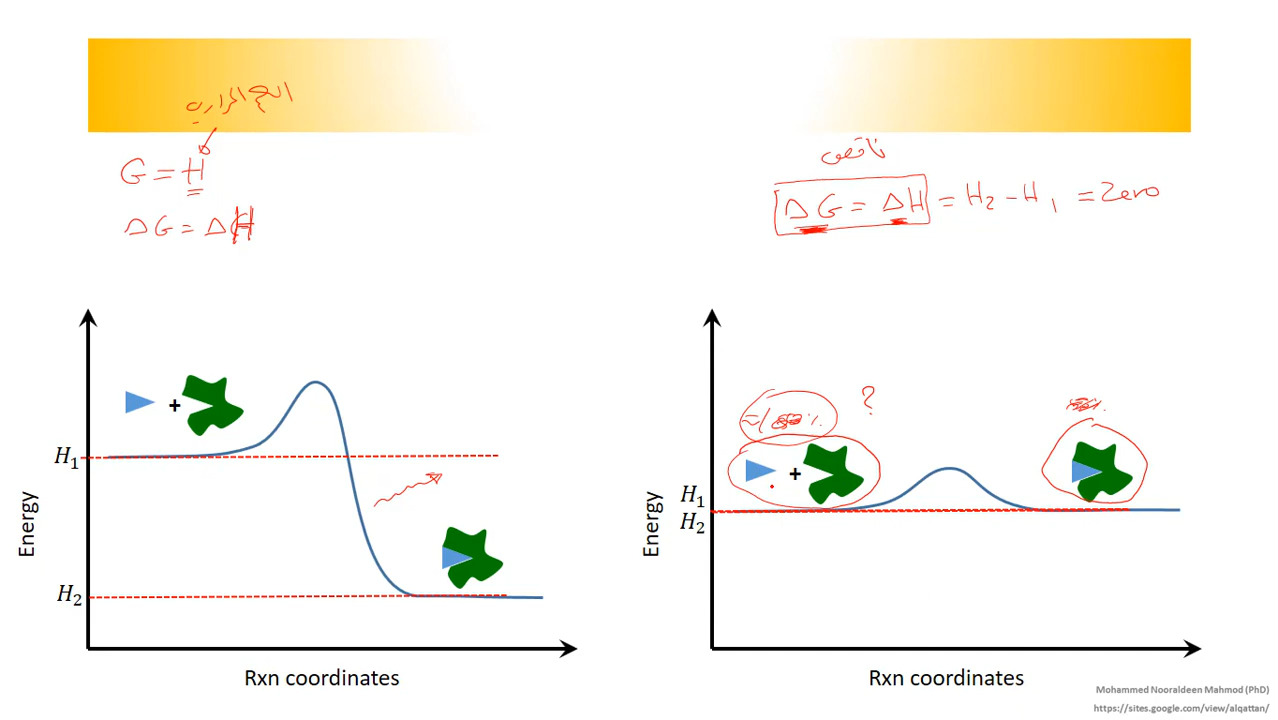 G = H
ΔG = ΔH
ناقص
ΔG = ΔH = H2 - H1 = Zero
+
H1
H2
Energy
Rxn coordinates
?
+
H1
H2
Energy
Rxn coordinates
Mohammed Nooraldeen Mahmod (PhD)
https://sites.google.com/view/alqattan/